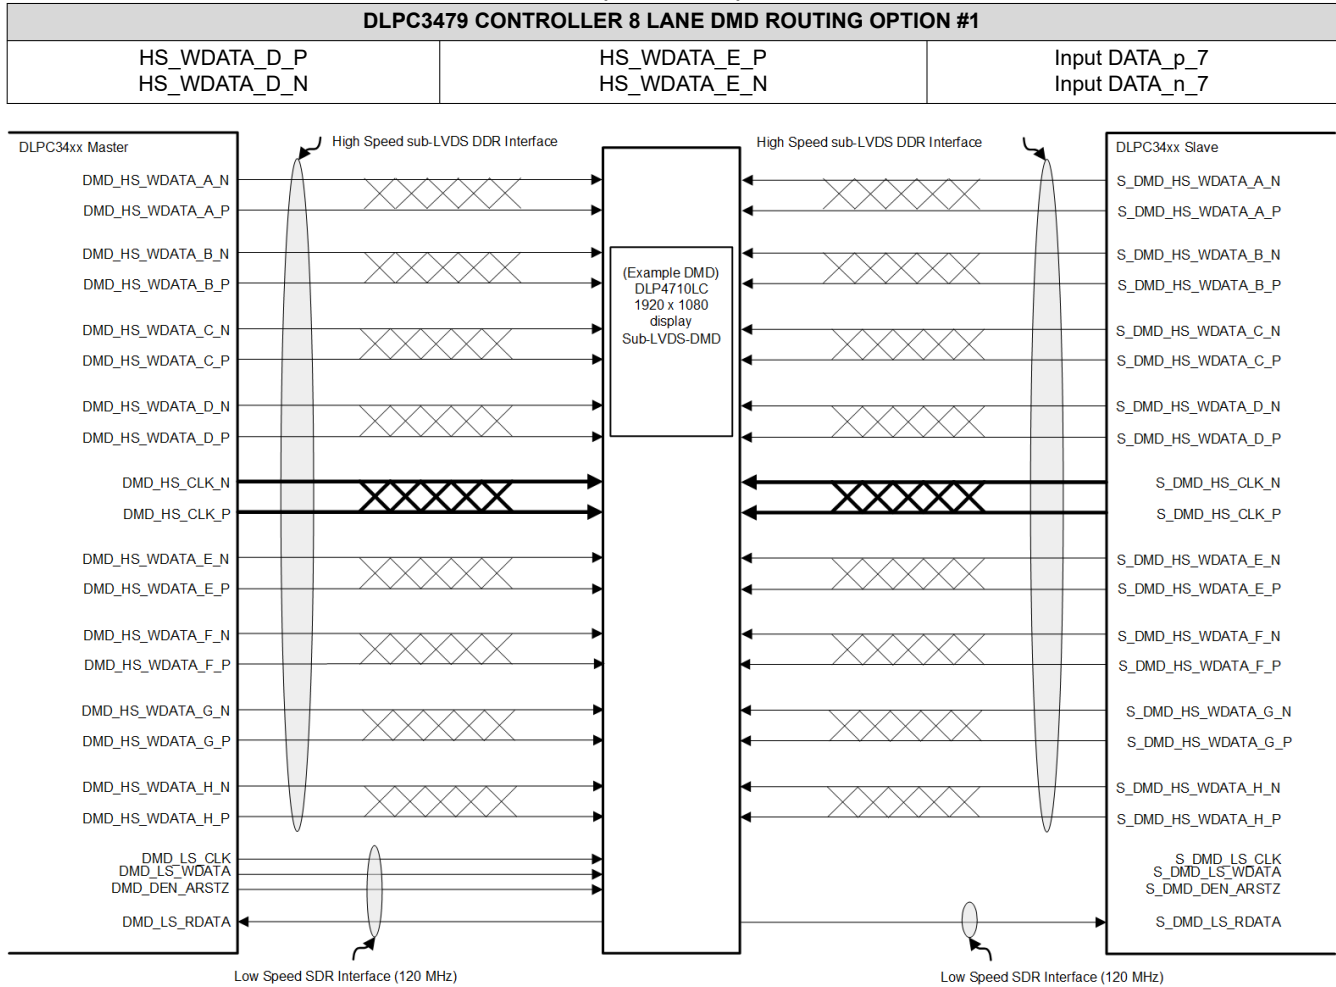 DLPC3479 CONTROLLER 8 LANE DMD ROUTING OPTION #1
HS_WDATA_D_P
HS_WDATA_D_N
HS_WDATA_E_P
HS_WDATA_E_N
Input DATA_p_7
Input DATA_n_7
DLPC34xx Master
High Speed sub-LVDS DDR Interface
DMD_HS_WDATA_A_N
DMD_HS_WDATA_A_P
DMD_HS_WDATA_B_N
DMD_HS_WDATA_B_P
DMD_HS_WDATA_C_N
DMD_HS_WDATA_C_P
DMD_HS_WDATA_D_N
DMD_HS_WDATA_D_P
DMD_HS_CLK_N
DMD_HS_CLK_P
DMD_HS_WDATA_E_N
DMD_HS_WDATA_E_P
DMD_HS_WDATA_F_N
DMD_HS_WDATA_F_P
DMD_HS_WDATA_G_N
DMD_HS_WDATA_G_P
DMD_HS_WDATA_H_N
DMD_HS_WDATA_H_P
DMD_LS_CLK
DMD_LS_WDATA
DMD_DEN_ARSTZ
DMD_LS_RDATA
Low Speed SDR Interface (120 MHz)
(Example DMD)
DLP4710LC
1920 x 1080
display
Sub-LVDS-DMD
High Speed sub-LVDS DDR Interface
DLPC34xx Slave
S_DMD_HS_WDATA_A_N
S_DMD_HS_WDATA_A_P
S_DMD_HS_WDATA_B_N
S_DMD_HS_WDATA_B_P
S_DMD_HS_WDATA_C_N
S_DMD_HS_WDATA_C_P
S_DMD_HS_WDATA_D_N
S_DMD_HS_WDATA_D_P
S_DMD_HS_CLK_N
S_DMD_HS_CLK_P
S_DMD_HS_WDATA_E_N
S_DMD_HS_WDATA_E_P
S_DMD_HS_WDATA_F_N
S_DMD_HS_WDATA_F_P
S_DMD_HS_WDATA_G_N
S_DMD_HS_WDATA_G_P
S_DMD_HS_WDATA_H_N
S_DMD_HS_WDATA_H_P
S_DMD_LS_CLK
S_DMD_LS_WDATA
S_DMD_DEN_ARSTZ
S_DMD_LS_RDATA
Low Speed SDR Interface (120 MHz)